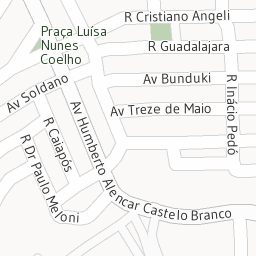 R Cristiano Angeli
Praça Luísa
Nunes
Coelho
R Guadalajara
Av Bunduki
Av Soldano
Av Treze de Maio
R Inácio Pedó
R Caiapós
Av Humberto Alencar Castelo Branco
R Dr Paulo Meroni